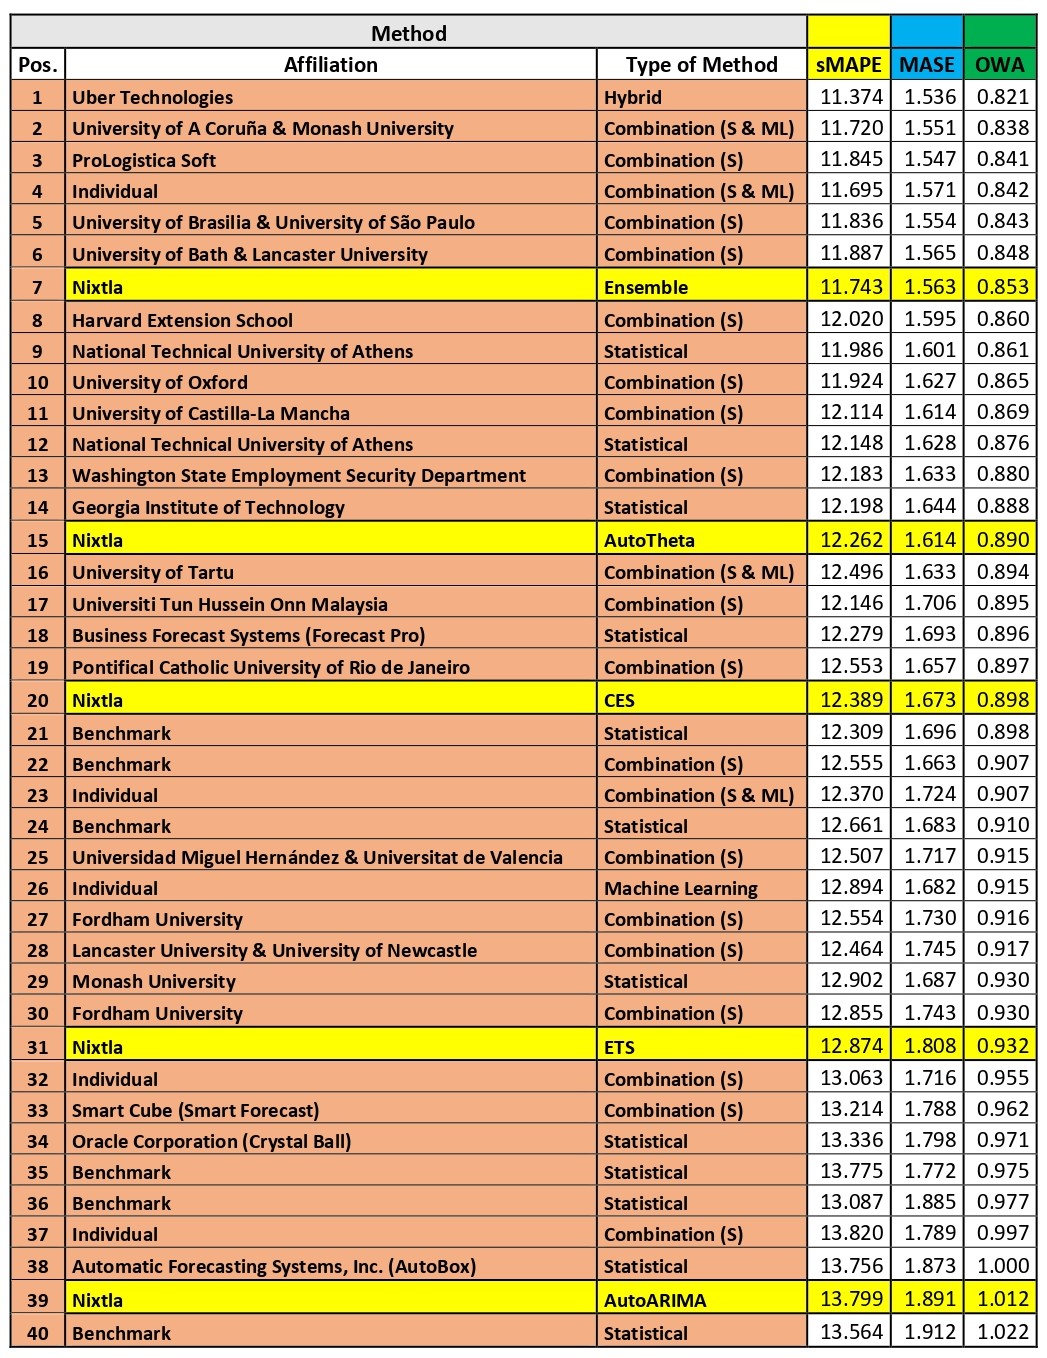 Method
Pos. Affiliation Type of Method sMAPE MASE OWA
1 Uber Technologies Hybrid 11.374 1.536 0.821
2 University of A Coruña & Monash University Combination (S & ML) 11.720 1.551 0.838
3 ProLogistica Soft Combination (S) 11.845 1.547 0.841
4 Individual Combination (S & ML) 11.695 1.571 0.842
5 University of Brasilia & University of São Paulo Combination (S) 11.836 1.554 0.843
6 University of Bath & Lancaster University Combination (S) 11.887 1.565 0.848
7 Nixtla Ensemble 11.743 1.563 0.853
8 Harvard Extension School Combination (S) 12.020 1.595 0.860
9 National Technical University of Athens Statistical 11.986 1.601 0.861
10 University of Oxford Combination (S) 11.924 1.627 0.865
11 University of Castilla-La Mancha Combination (S) 12.114 1.614 0.869
12 National Technical University of Athens Statistical 12.148 1.628 0.876
13 Washington State Employment Security Department Combination (S) 12.183 1.633 0.880
14 Georgia Institute of Technology Statistical 12.198 1.644 0.888
15 Nixtla AutoTheta 12.262 1.614 0.890
16 University of Tartu Combination (S & ML) 12.496 1.633 0.894
17 Universiti Tun Hussein Onn Malaysia Combination (S) 12.146 1.706 0.895
18 Business Forecast Systems (Forecast Pro) Statistical 12.279 1.693 0.896
19 Pontifical Catholic University of Rio de Janeiro Combination (S) 12.553 1.657 0.897
20 Nixtla CES 12.389 1.673 0.898
21 Benchmark Statistical 12.309 1.696 0.898
22 Benchmark Combination (S) 12.555 1.663 0.907
23 Individual Combination (S & ML) 12.370 1.724 0.907
24 Benchmark Statistical 12.661 1.683 0.910
25 Universidad Miguel Hernández & Universitat de Valencia Combination (S) 12.507 1.717 0.915
26 Individual Machine Learning 12.894 1.682 0.915
27 Fordham University Combination (S) 12.554 1.730 0.916
28 Lancaster University & University of Newcastle Combination (S) 12.464 1.745 0.917
29 Monash University Statistical 12.902 1.687 0.930
30 Fordham University Combination (S) 12.855 1.743 0.930
31 Nixtla ETS 12.874 1.808 0.932
32 Individual Combination (S) 13.063 1.716 0.955
33 Smart Cube (Smart Forecast) Combination (S) 13.214 1.788 0.962
34 Oracle Corporation (Crystal Ball) Statistical 13.336 1.798 0.971
35 Benchmark Statistical 13.775 1.772 0.975
36 Benchmark Statistical 13.087 1.885 0.977
37 Individual Combination (S) 13.820 1.789 0.997
38 Automatic Forecasting Systems, Inc. (AutoBox) Statistical 13.756 1.873 1.000
39 Nixtla AutoARIMA 13.799 1.891 1.012
40 Benchmark Statistical 13.564 1.912 1.022